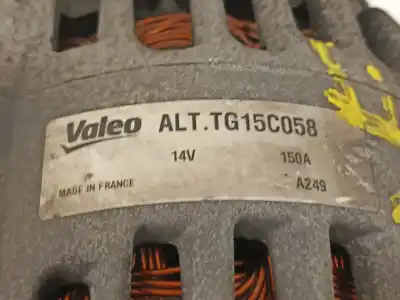 Valeo ALT.TG15C058
14V 150A
MADE IN FRANCE A249